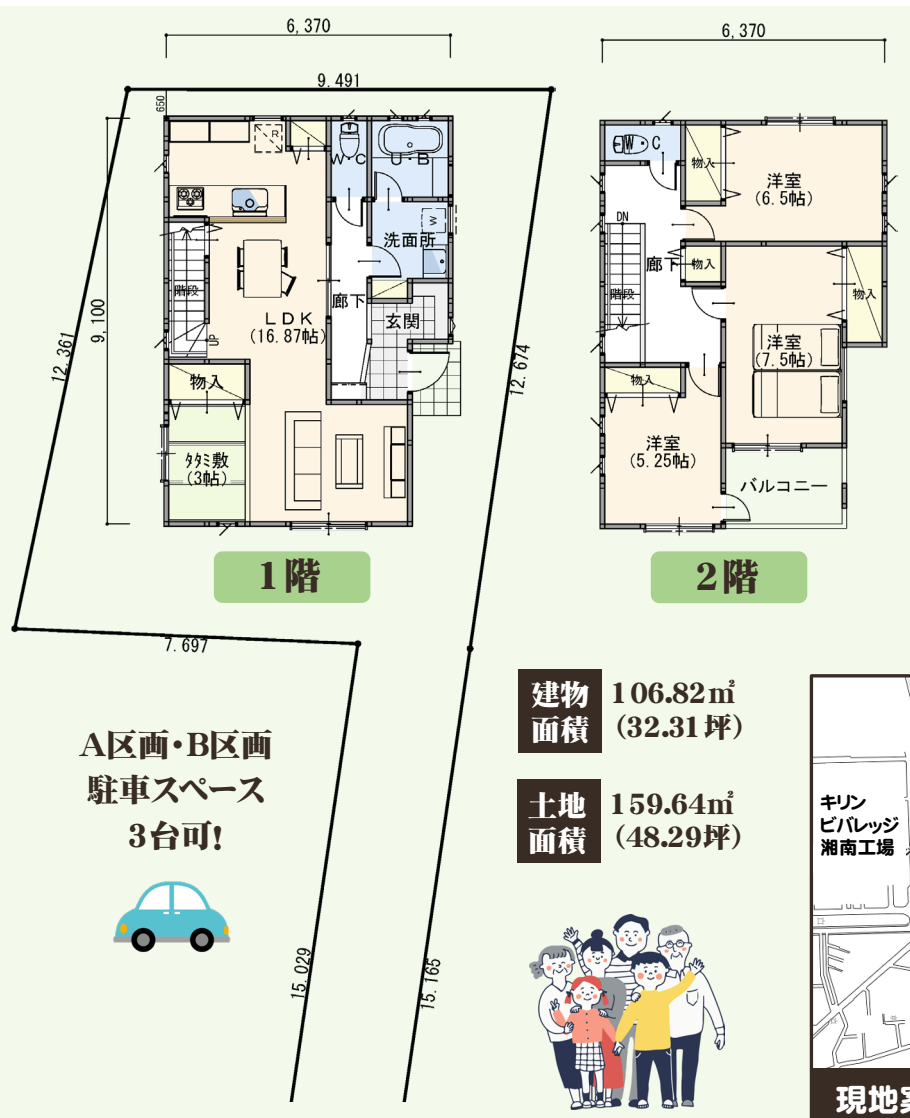 6,370
6,370
9.491
650
R
W・C
U・B
W
洗面所
階段
UP
LDK
(16.87帖)
廊下
玄関
物入
タタミ敷
(3帖)
9,100
12.361
12.674
1階
W C
物入
洋室
(6.5帖)
DN
廊下
物入
物入
階段
洋室
(7.5帖)
物入
洋室
(5.25帖)
バルコニー
2階
7.697
A区画・B区画
駐車スペース
3台可!
15.029
15.165
建物
面積
106.82㎡
(32.31坪)
土地
面積
159.64㎡
(48.29坪)
キリン
ビバレッジ
湘南工場